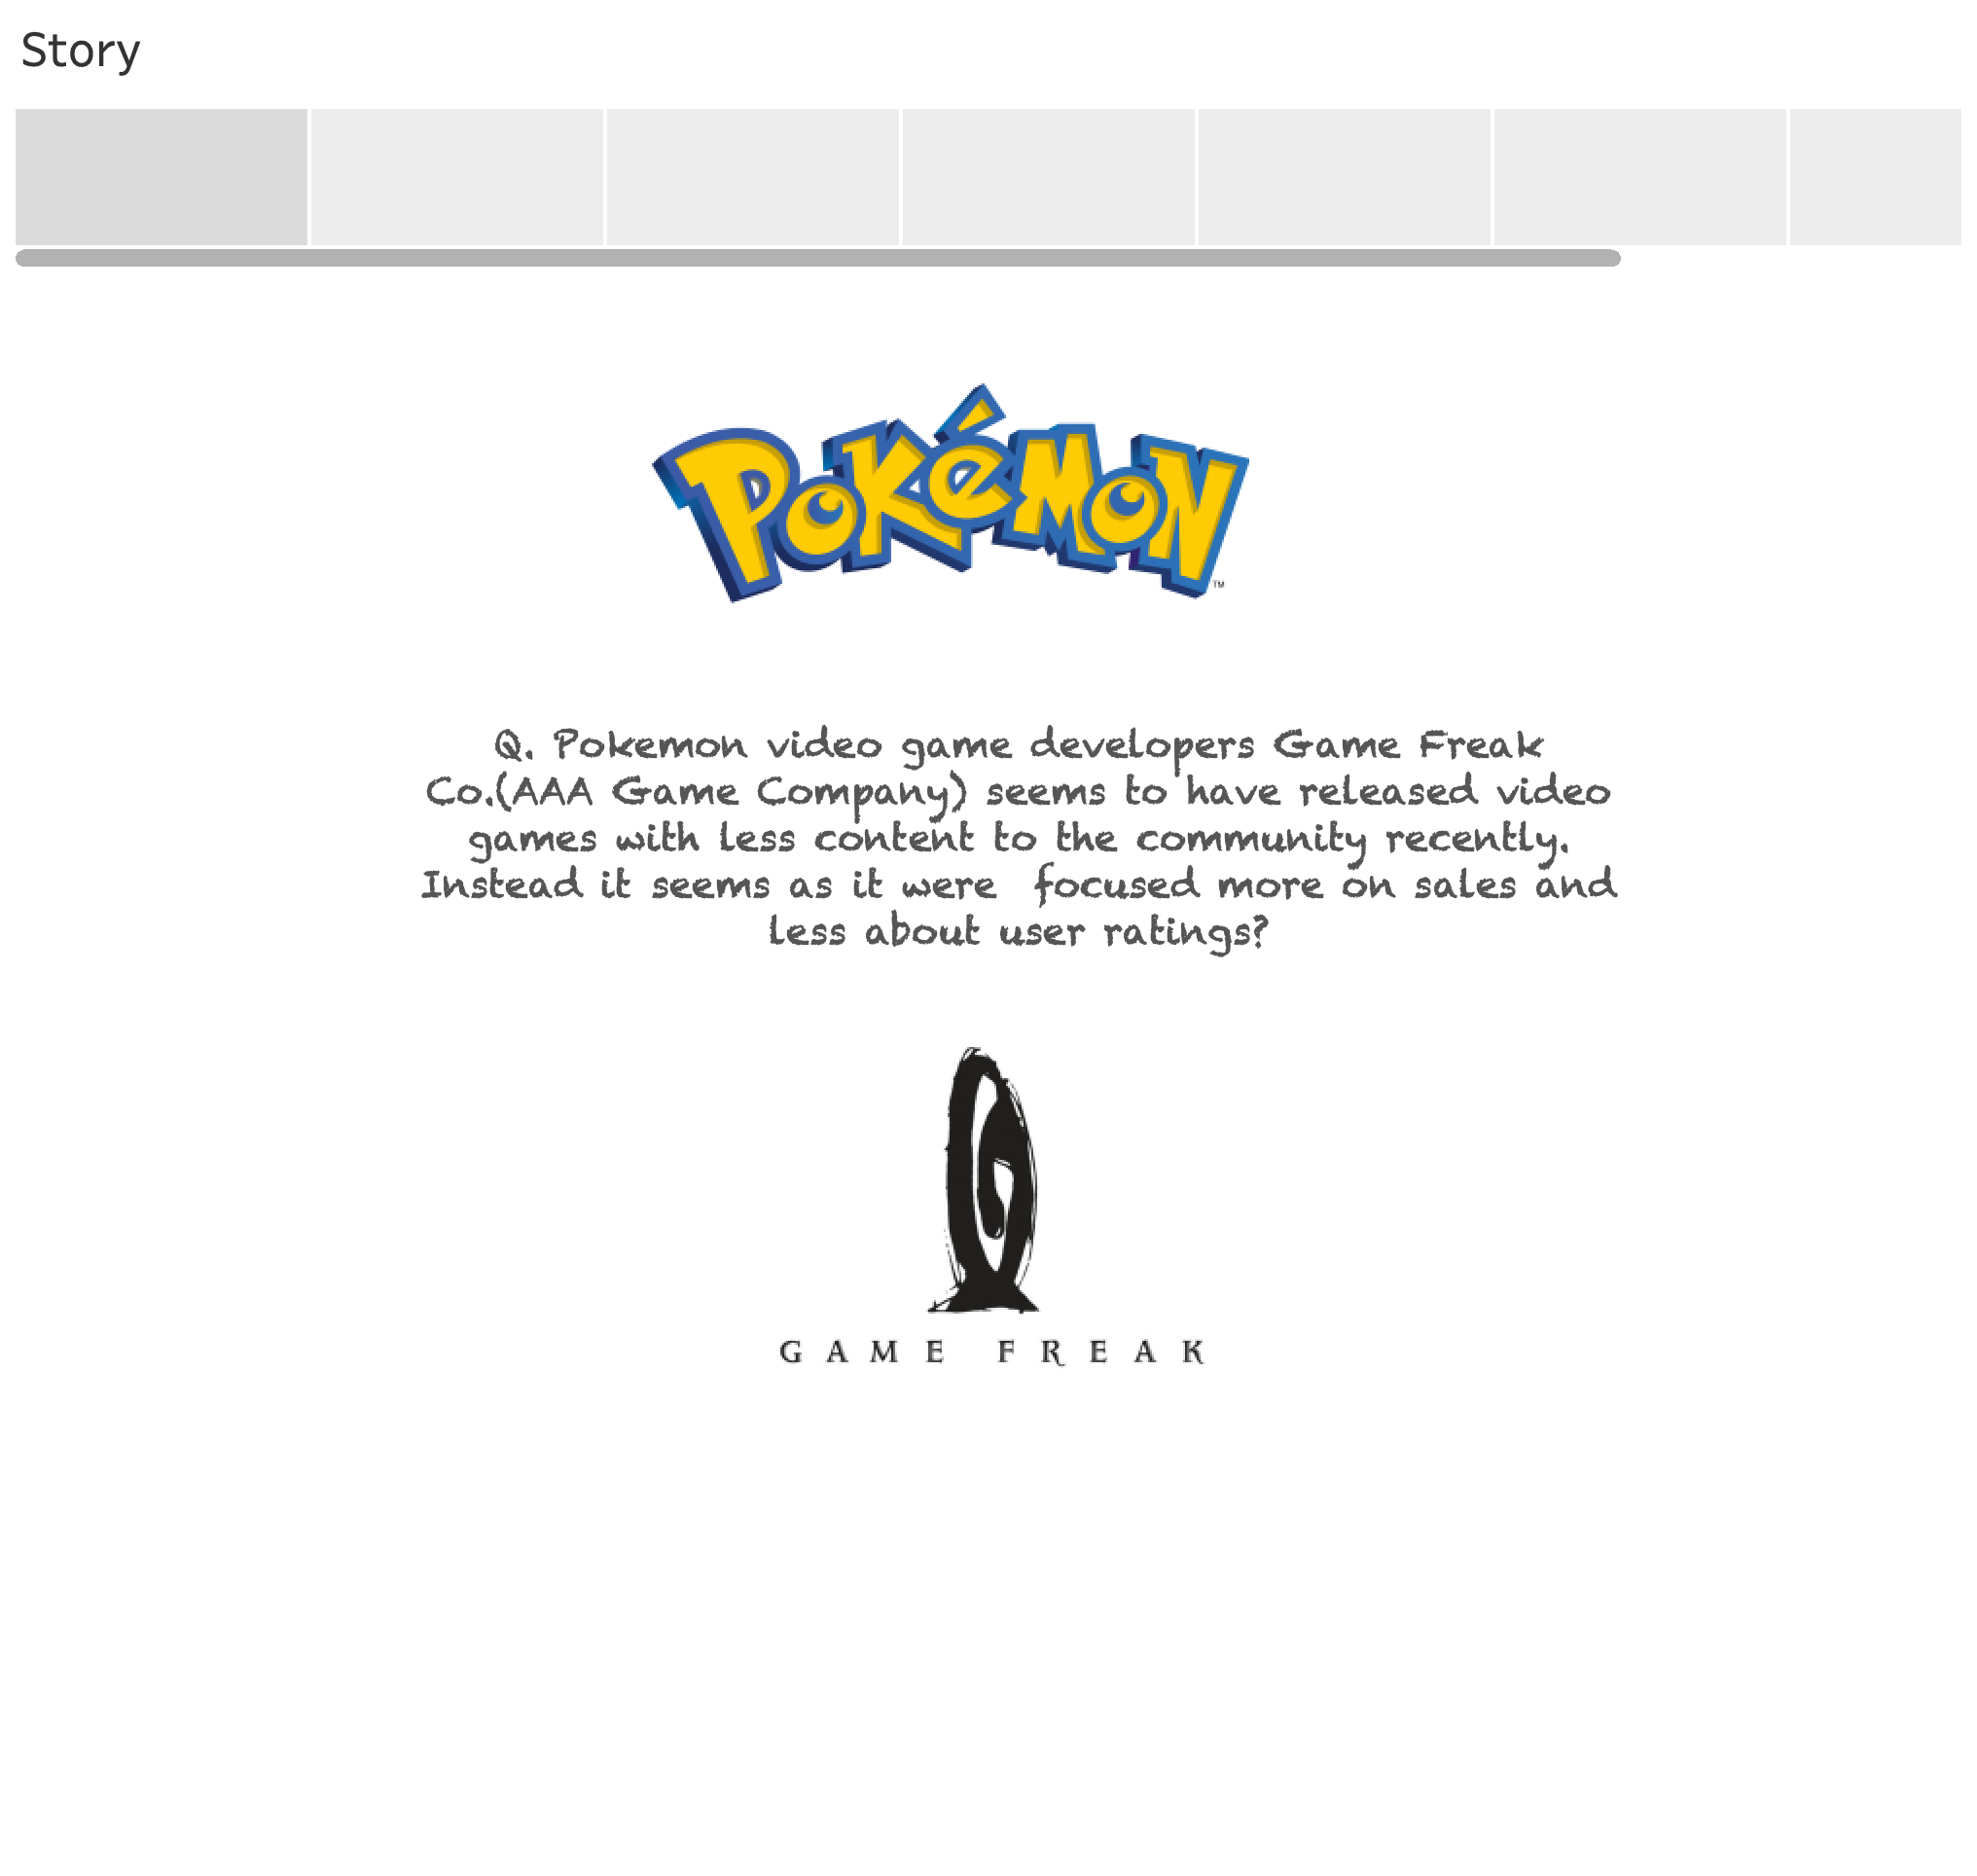 Story
POKéMON
TM
Q. Pokemon video game developers Game Freak
Co.(AAA Game Company) seems to have released video
games with less content to the community recently.
Instead it seems as it were  focused more on sales and
less about user ratings?
GAME FREAK